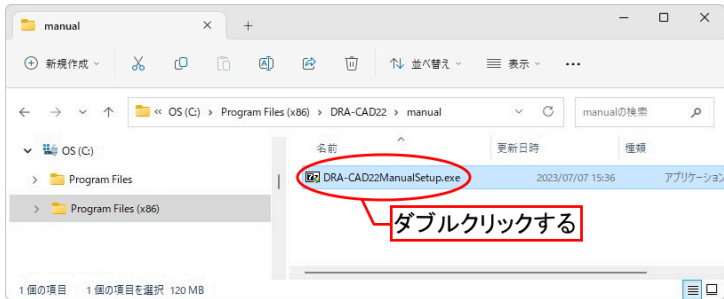 manual
新規作成
並べ替え
表示
« OS (C:) › Program Files (x86) › DRA-CAD22 › manual
manualの検索
OS (C:)
Program Files
Program Files (x86)
名前
更新日時
種類
DRA-CAD22ManualSetup.exe
2023/07/07 15:36
アプリケーション
ダブルクリックする
1 個の項目
1 個の項目を選択 120 MB